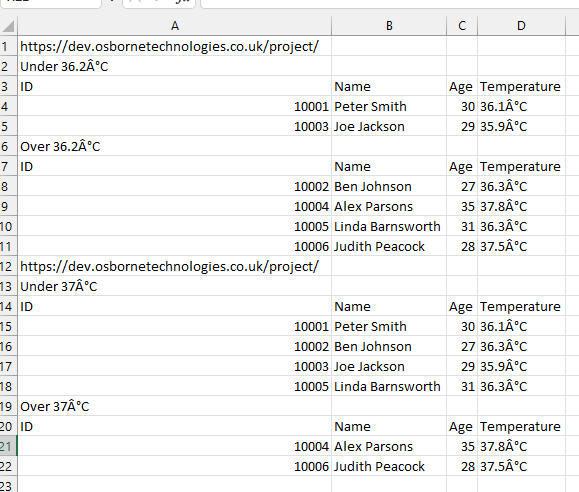 A B C D
1 https://dev.osbornetechnologies.co.uk/project/
2 Under 36.2Â°C
3 ID Name Age Temperature
4 10001 Peter Smith 30 36.1Â°C
5 10003 Joe Jackson 29 35.9Â°C
6 Over 36.2Â°C
7 ID Name Age Temperature
8 10002 Ben Johnson 27 36.3Â°C
9 10004 Alex Parsons 35 37.8Â°C
10 10005 Linda Barnsworth 31 36.3Â°C
11 10006 Judith Peacock 28 37.5Â°C
12 https://dev.osbornetechnologies.co.uk/project/
13 Under 37Â°C
14 ID Name Age Temperature
15 10001 Peter Smith 30 36.1Â°C
16 10002 Ben Johnson 27 36.3Â°C
17 10003 Joe Jackson 29 35.9Â°C
18 10005 Linda Barnsworth 31 36.3Â°C
19 Over 37Â°C
20 ID Name Age Temperature
21 10004 Alex Parsons 35 37.8Â°C
22 10006 Judith Peacock 28 37.5Â°C
23